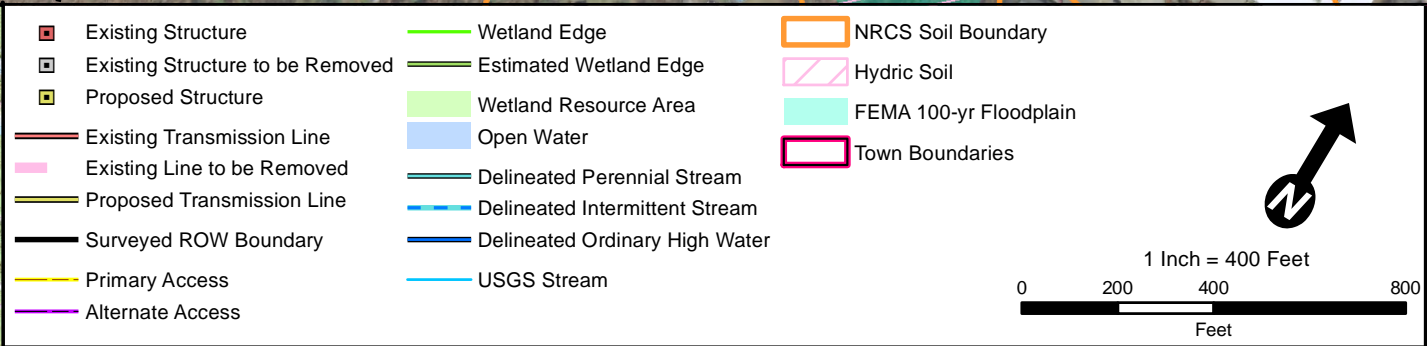 Existing Structure
Existing Structure to be Removed
Proposed Structure
Existing Transmission Line
Existing Line to be Removed
Proposed Transmission Line
Surveyed ROW Boundary
Primary Access
Alternate Access
Wetland Edge
Estimated Wetland Edge
Wetland Resource Area
Open Water
Delineated Perennial Stream
Delineated Intermittent Stream
Delineated Ordinary High Water
USGS Stream
NRCS Soil Boundary
Hydric Soil
FEMA 100-yr Floodplain
Town Boundaries
N
1 Inch = 400 Feet
0 200 400 800
Feet